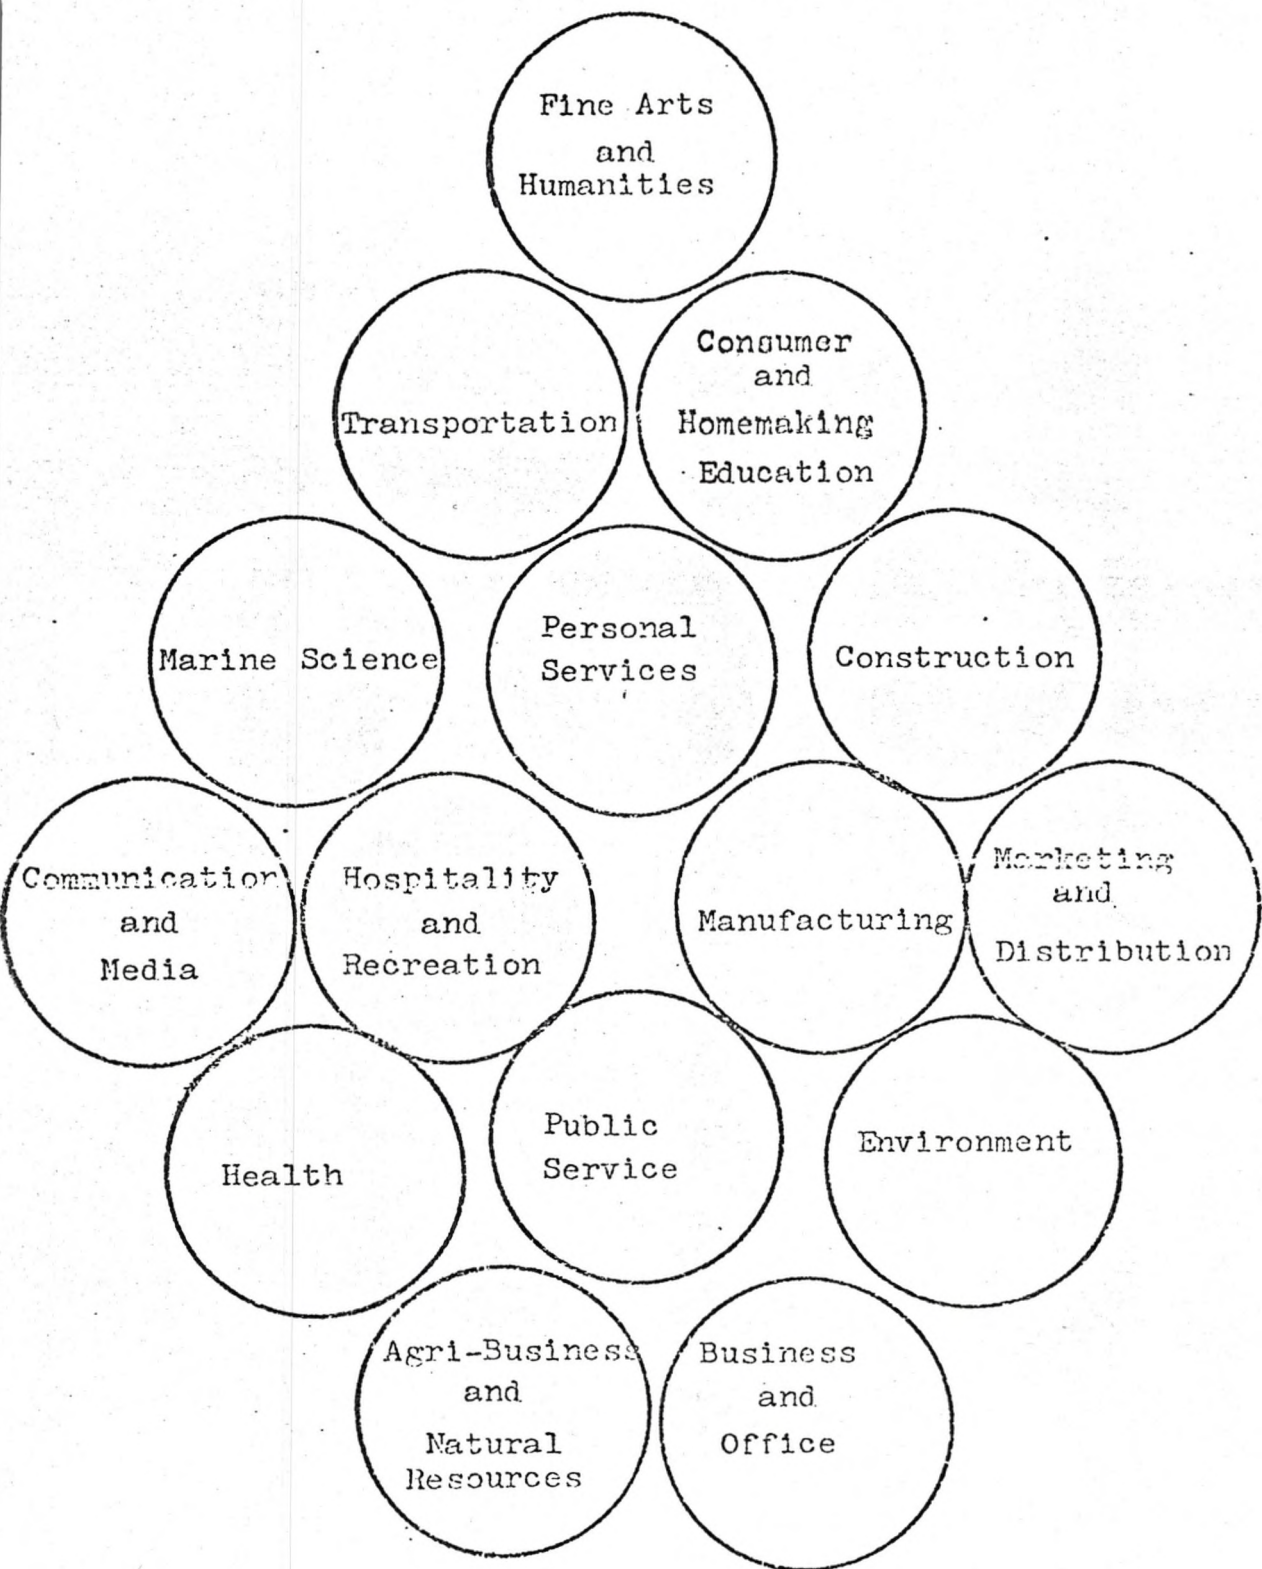 Fine Arts
and
Humanities
Transportation
Consumer
and
Homemaking
Education
Marine Science
Personal
Services
Construction
Communication
and
Media
Hospitality
and
Recreation
Manufacturing
Marketing
and
Distribution
Health
Public
Service
Environment
Agri-Business
and
Natural
Resources
Business
and
Office